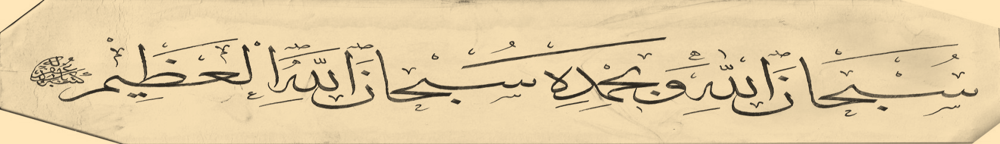 سُبْحَانَ اللّٰهِ وَبِحَمْدِهِ سُبْحَانَ اللّٰهِ الْعَظِيمِ